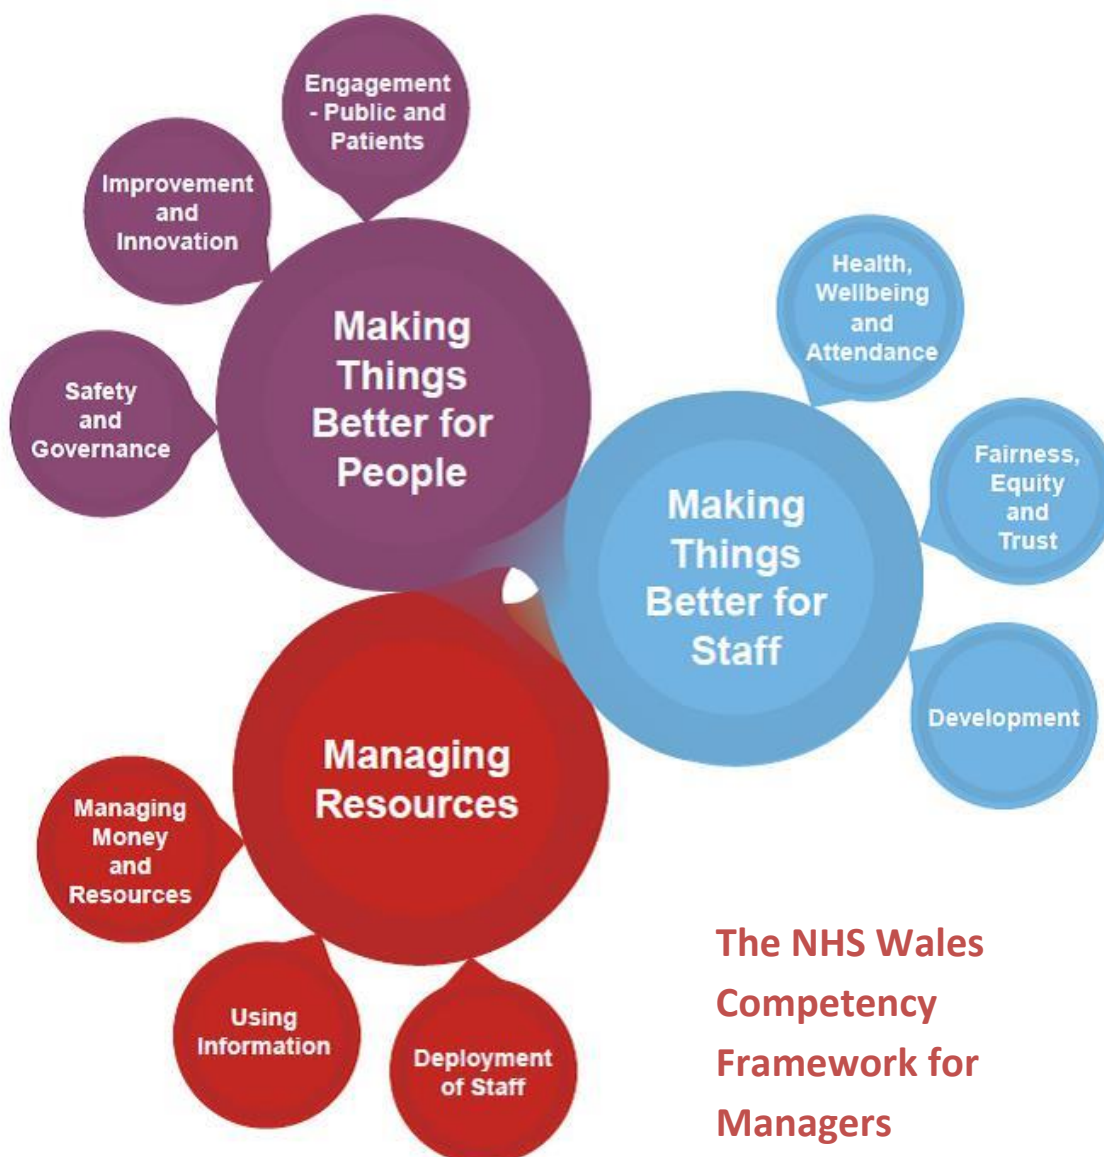 Engagement
- Public and
Patients
Improvement
and
Innovation
Safety
and
Governance
Making
Things
Better for
People
Health,
Wellbeing
and
Attendance
Fairness,
Equity
and
Trust
Development
Making
Things
Better for
Staff
Managing
Resources
Managing
Money
and
Resources
Using
Information
Deployment
of Staff
The NHS Wales
Competency
Framework for
Managers